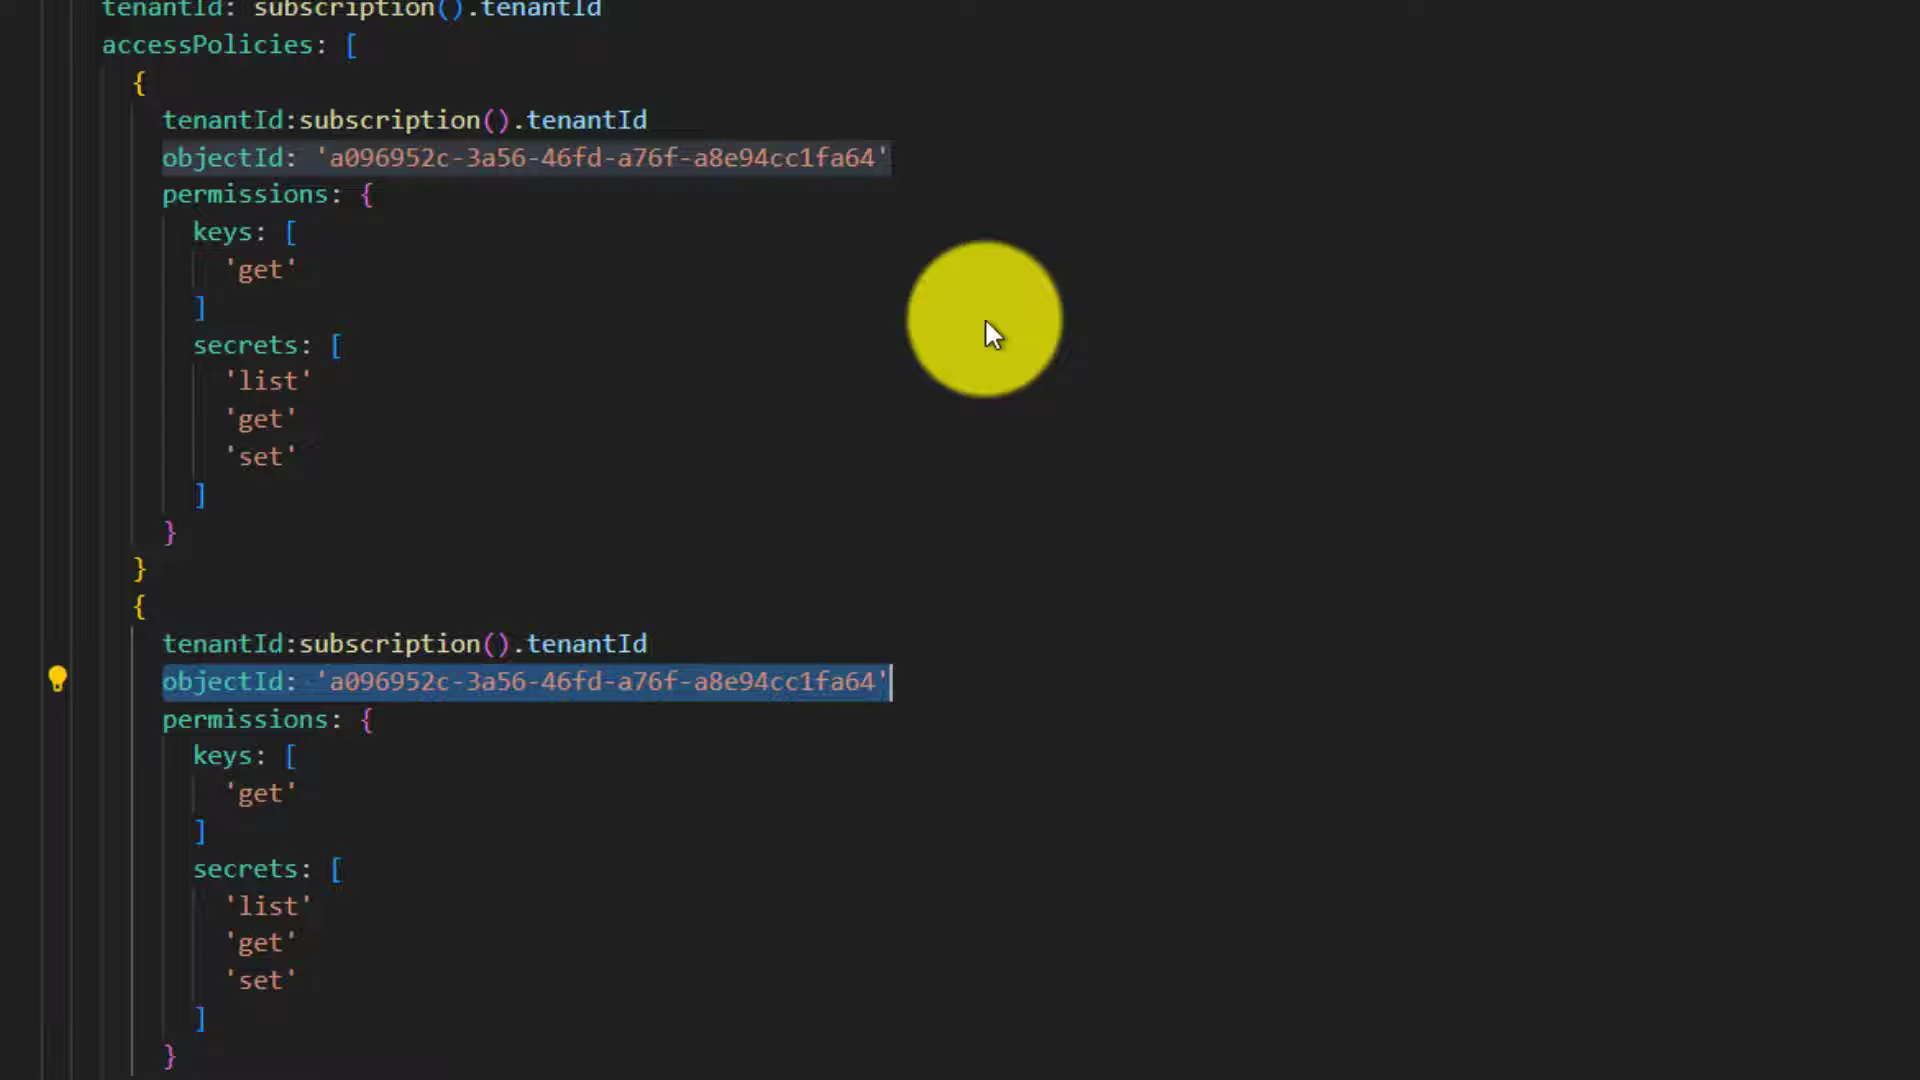 tenantId: subscription().tenantId
accessPolicies: [
{
tenantId:subscription().tenantId
objectId: 'a096952c-3a56-46fd-a76f-a8e94cc1fa64'
permissions: {
keys: [
'get'
]
secrets: [
'list'
'get'
'set'
]
}
}
{
tenantId:subscription().tenantId
objectId: 'a096952c-3a56-46fd-a76f-a8e94cc1fa64'
permissions: {
keys: [
'get'
]
secrets: [
'list'
'get'
'set'
]
}